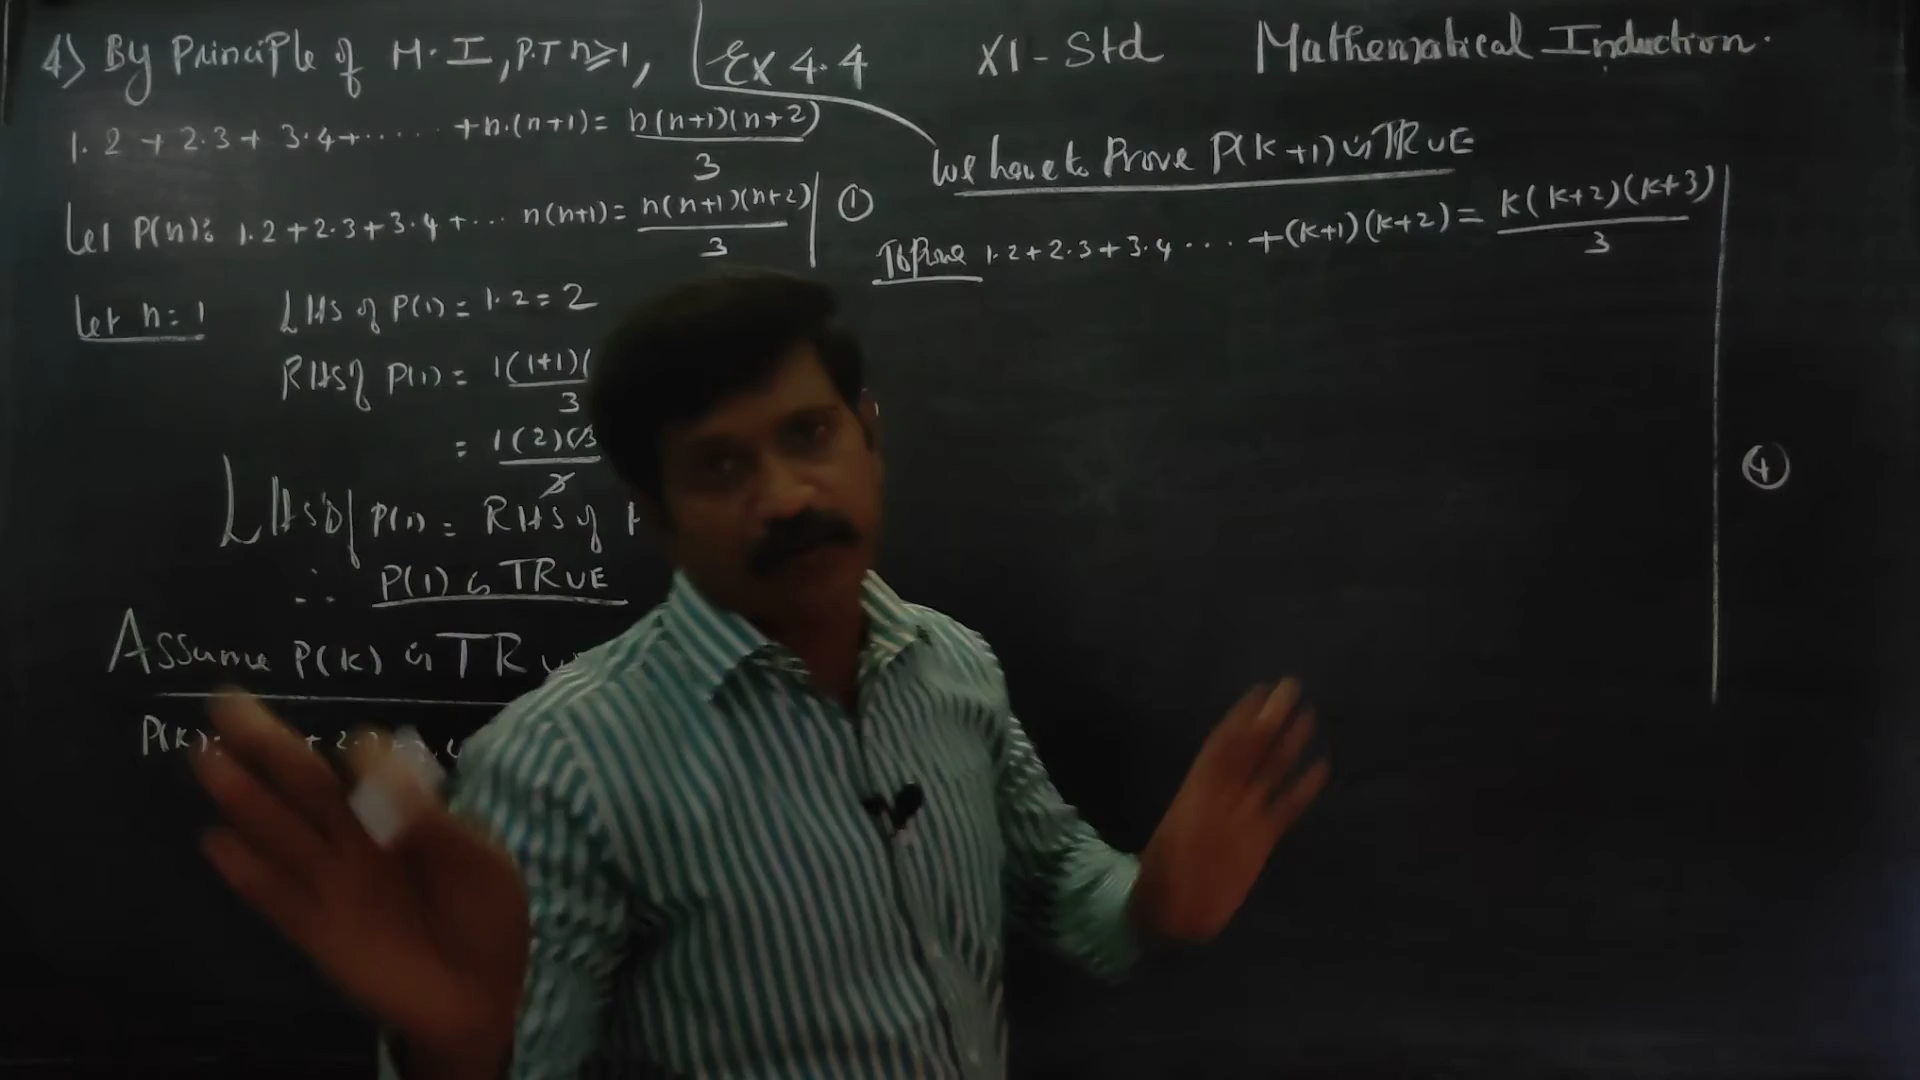 4) By Principle of M.I, P.T n≥1,
1.2 + 2.3 + 3.4+...... +n.(n+1)= n(n+1)(n+2)/3
Let P(n): 1.2+2.3+3.4+... n(n+1)= n(n+1)(n+2)/3 ①
Let n=1 LHS of P(1) = 1.2=2
RHS of P(1) = 1(1+1)(/3
= 1(2)(3/3
LHS of P(1) = RHS of
∴ P(1) is TRUE
Assume P(k) is TRU
P(k): + 2.
Ex 4.4 XI-Std Mathematical Induction.
We have to Prove P(k+1) is TRUE
To Prove 1.2+2.3+3.4.... +(k+1)(k+2)= k(k+2)(k+3)/3
④